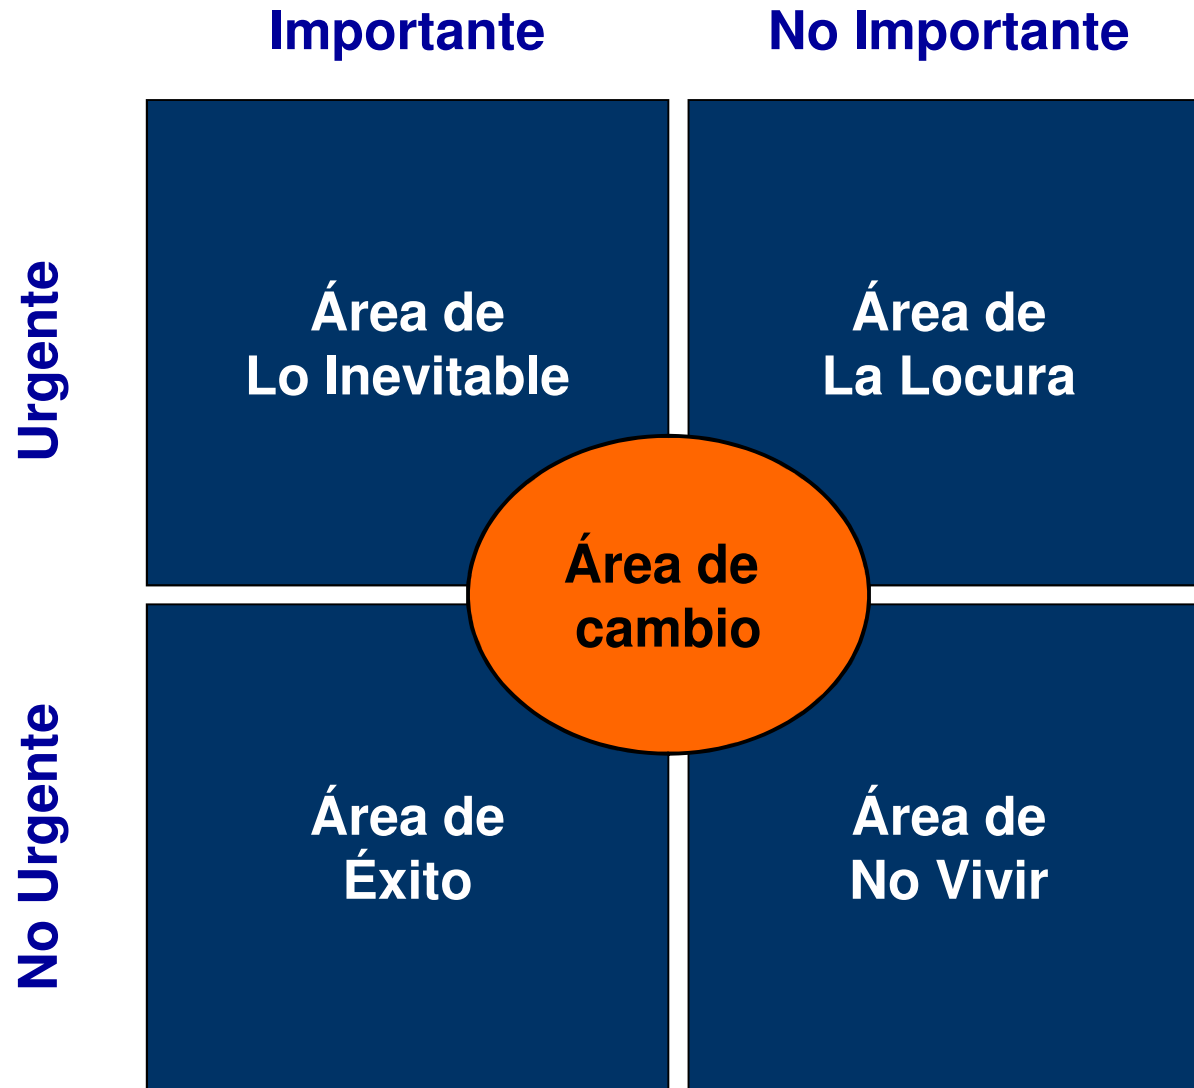 Importante
No Importante
Urgente
Área de
Lo Inevitable
Área de
La Locura
Área de
cambio
No Urgente
Área de
Éxito
Área de
No Vivir